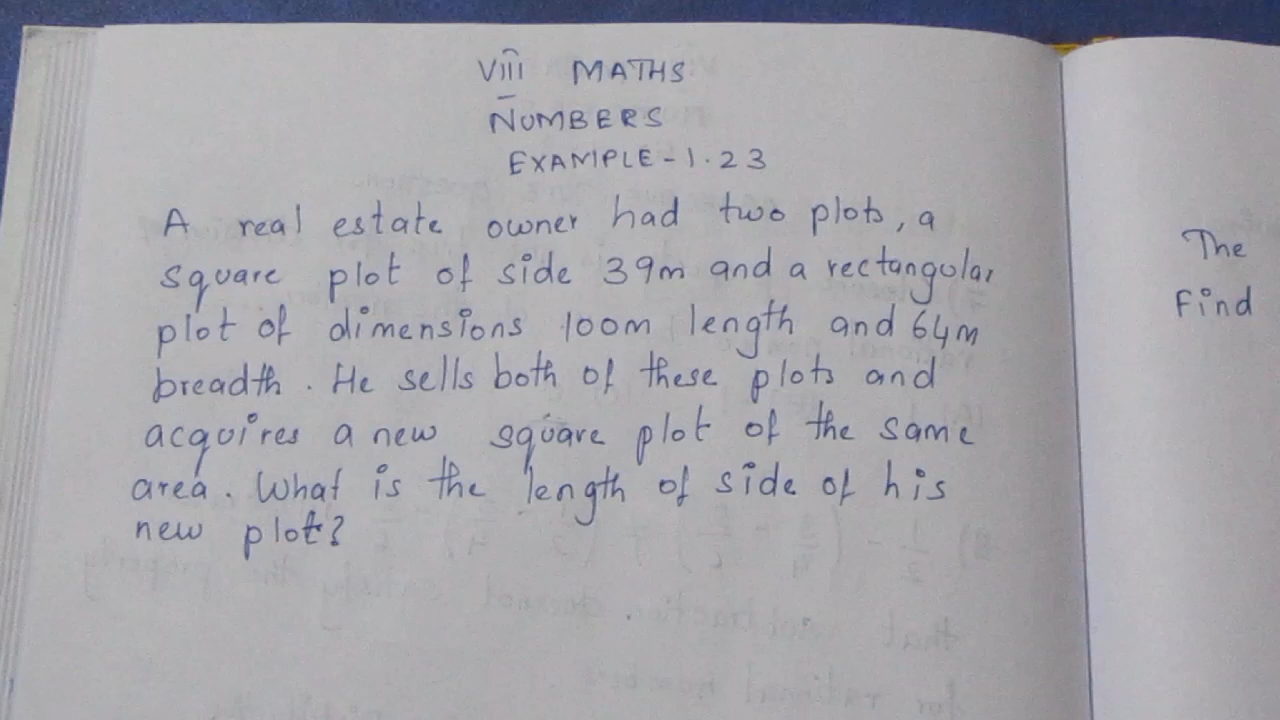 VIII MATHS
NUMBERS
EXAMPLE-1.23
A real estate owner had two plots, a
square plot of side 39m and a rectangular
plot of dimensions 100m length and 64m
breadth. He sells both of these plots and
acquires a new square plot of the same
area. What is the length of side of his
new plot?
The
Find